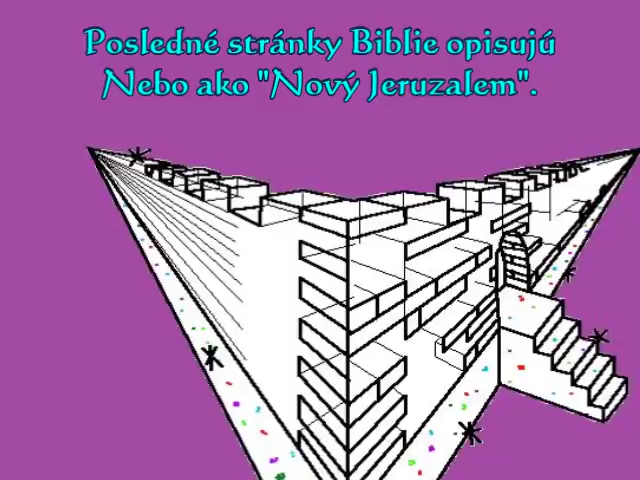 Posledné stránky Biblie opisujú
Nebo ako "Nový Jeruzalem".